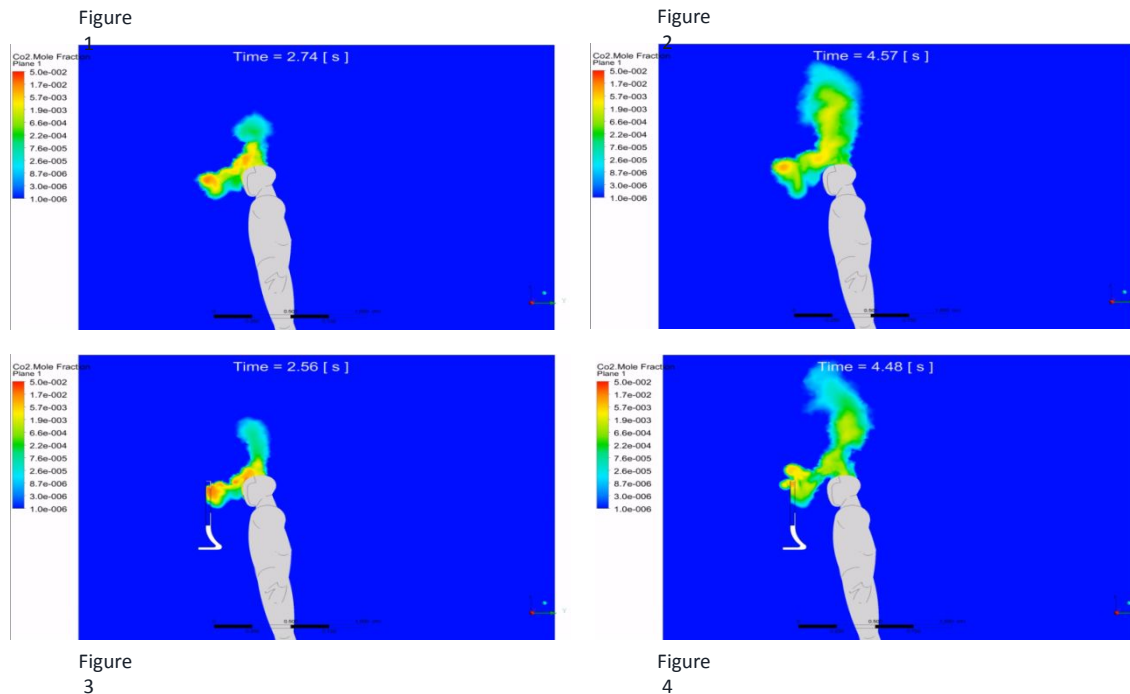 Figure
1
Figure
2
Co2.Mole Fraction
Plane 1
5.0e-002
1.7e-002
5.7e-003
1.9e-003
6.6e-004
2.2e-004
7.6e-005
2.6e-005
8.7e-006
3.0e-006
1.0e-006
Time = 2.74 [ s ]
Co2.Mole Fraction
Plane 1
5.0e-002
1.7e-002
5.7e-003
1.9e-003
6.6e-004
2.2e-004
7.6e-005
2.6e-005
8.7e-006
3.0e-006
1.0e-006
Time = 4.57 [ s ]
Co2.Mole Fraction
Plane 1
5.0e-002
1.7e-002
5.7e-003
1.9e-003
6.6e-004
2.2e-004
7.6e-005
2.6e-005
8.7e-006
3.0e-006
1.0e-006
Time = 2.56 [ s ]
Co2.Mole Fraction
Plane 1
5.0e-002
1.7e-002
5.7e-003
1.9e-003
6.6e-004
2.2e-004
7.6e-005
2.6e-005
8.7e-006
3.0e-006
1.0e-006
Time = 4.48 [ s ]
Figure
3
Figure
4